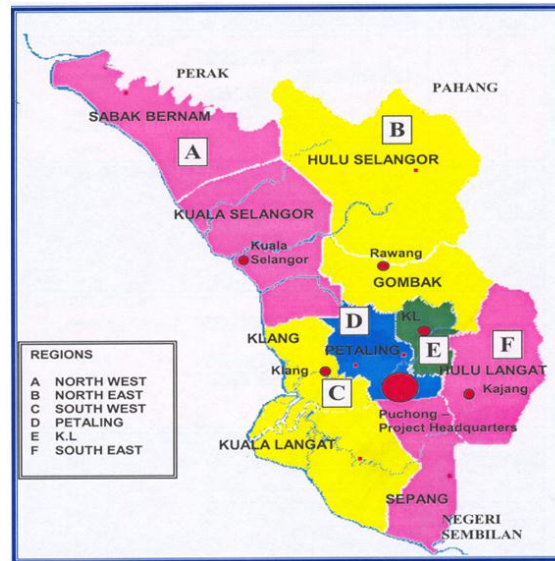 PERAK
PAHANG
SABAK BERNAM
B
A
HULU SELANGOR
KUALA SELANGOR
Kuala
Selangor
Rawang
GOMBAK
D
KL
KLANG
PETALING
E
F
HULU LANGAT
Klang
C
Kajang
Puchong –
Project Headquarters
KUALA LANGAT
SEPANG
NEGERI
SEMBILAN
REGIONS
A NORTH WEST
B NORTH EAST
C SOUTH WEST
D PETALING
E K.L
F SOUTH EAST